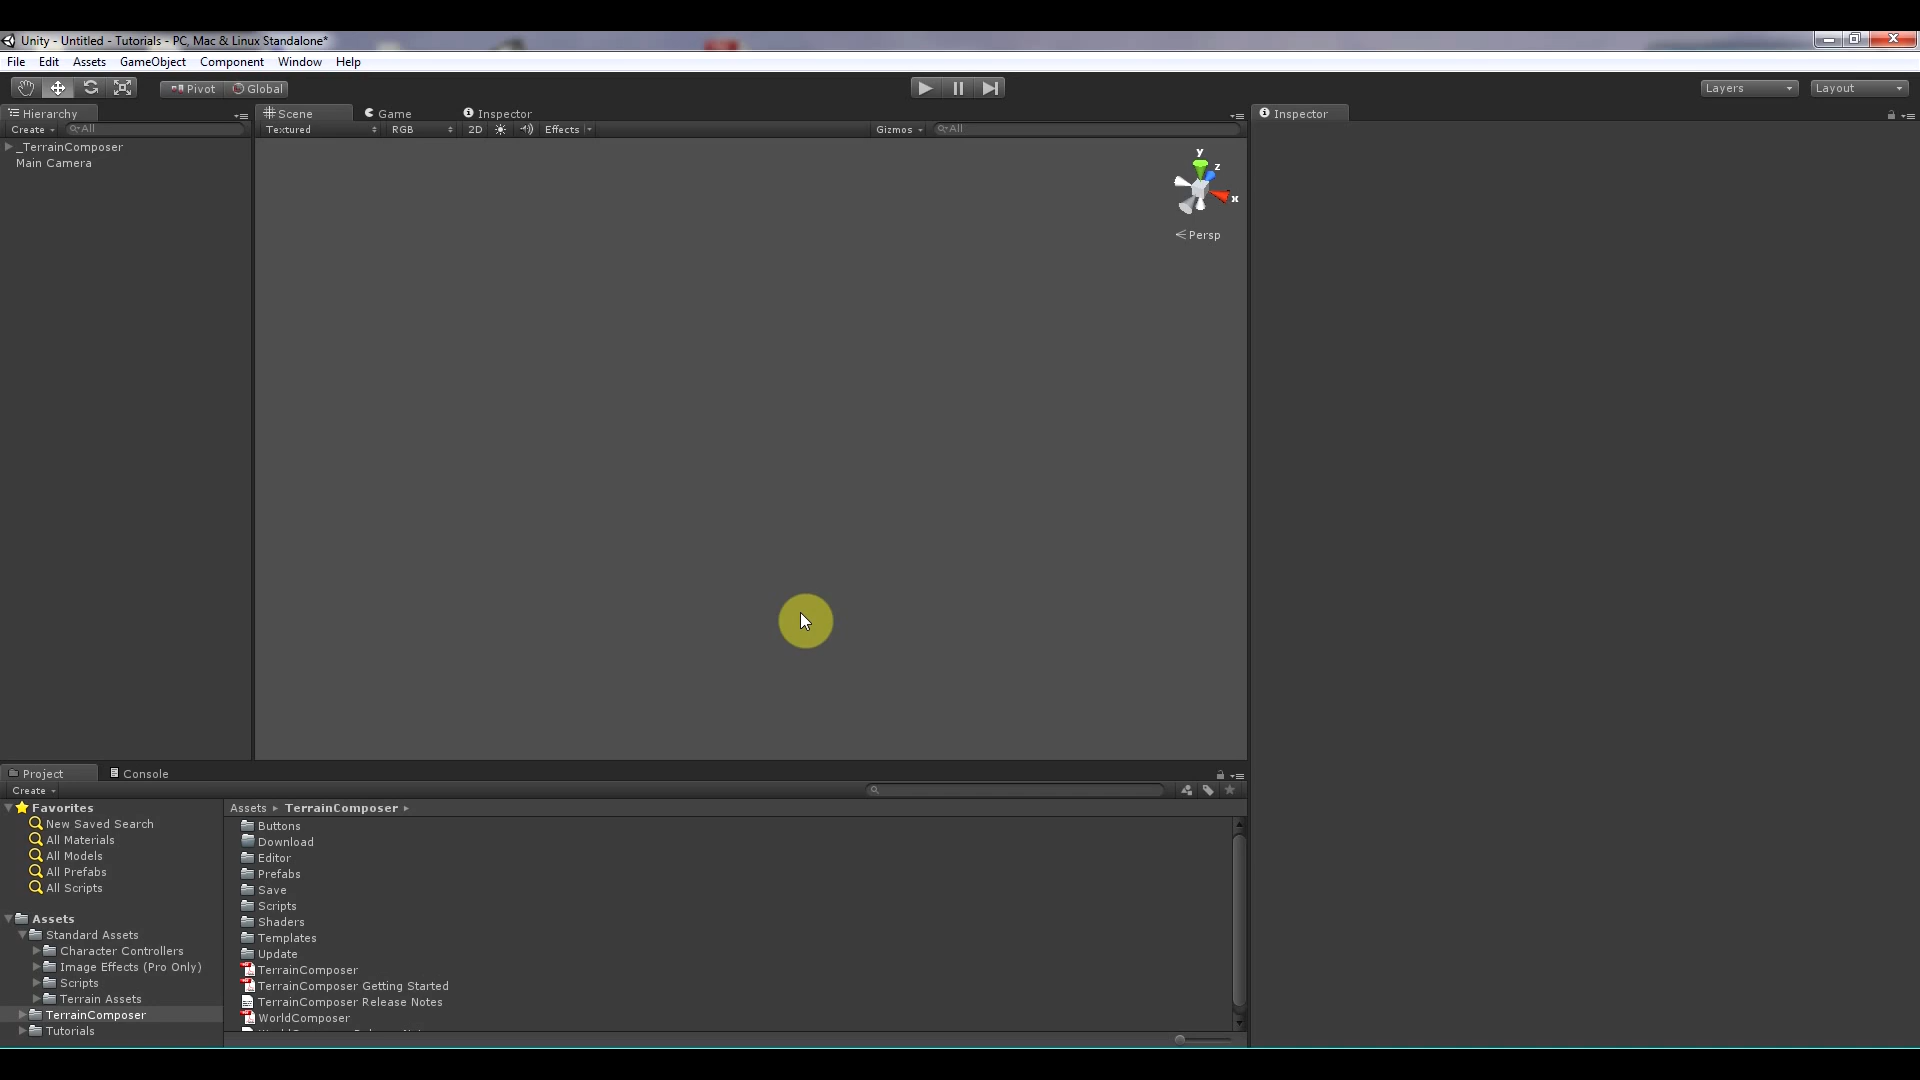 Unity - Untitled - Tutorials - PC, Mac & Linux Standalone*
File Edit Assets GameObject Component Window Help
Pivot Global Layers Layout
Hierarchy Scene Game Inspector Inspector
Create All Textured RGB 2D Effects Gizmos All
_TerrainComposer
Main Camera
y
z
x
Persp
Project Console
Create
Favorites
New Saved Search
All Materials
All Models
All Prefabs
All Scripts
Assets
Standard Assets
Character Controllers
Image Effects (Pro Only)
Scripts
Terrain Assets
TerrainComposer
Tutorials
Assets TerrainComposer
Buttons
Download
Editor
Prefabs
Save
Scripts
Shaders
Templates
Update
TerrainComposer
TerrainComposer Getting Started
TerrainComposer Release Notes
WorldComposer